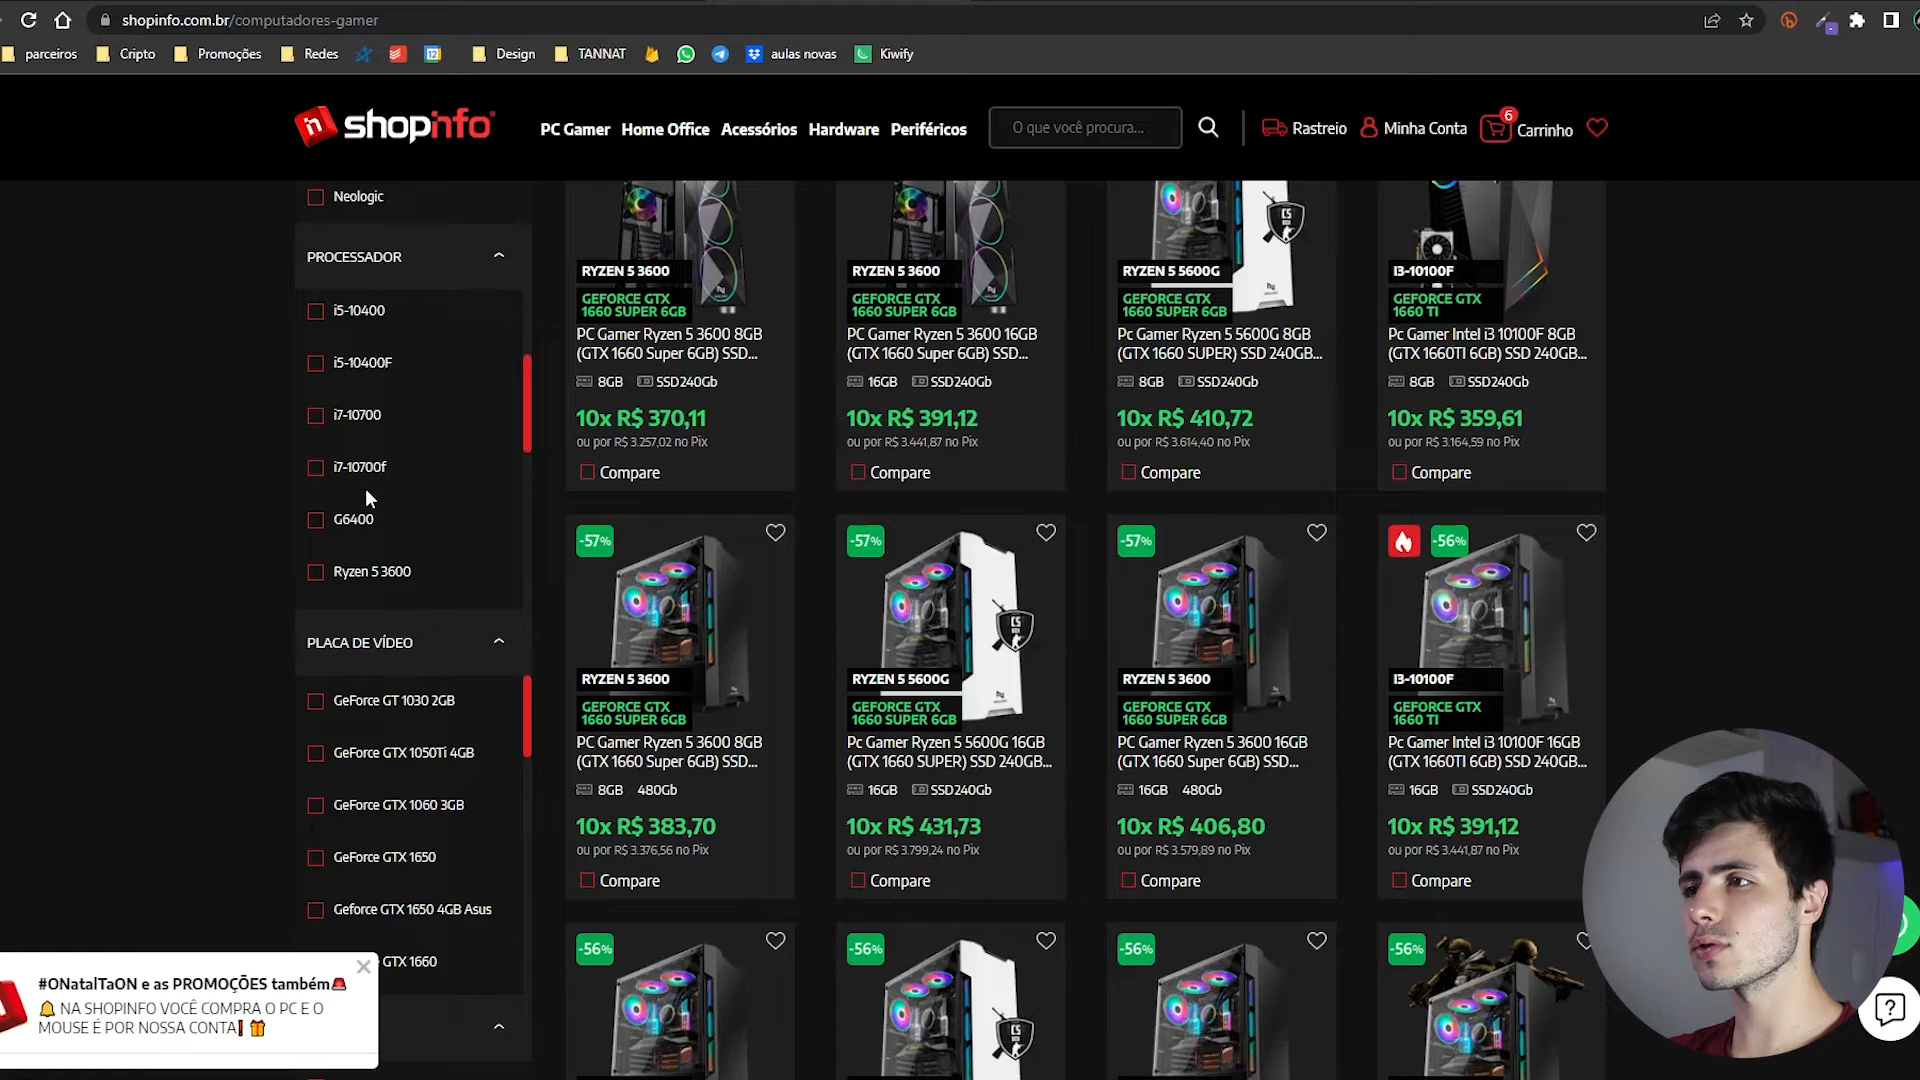 shopinfo.com.br/computadores-gamer
parceiros
Cripto
Promoções
Redes
12
Design
TANNAT
aulas novas
Kiwify
shopinfo
PC Gamer
Home Office
Acessórios
Hardware
Periféricos
O que você procura...
Rastreio
Minha Conta
6
Carrinho
Neologic
PROCESSADOR
i5-10400
i5-10400F
i7-10700
i7-10700f
G6400
Ryzen 5 3600
PLACA DE VÍDEO
GeForce GT 1030 2GB
GeForce GTX 1050Ti 4GB
GeForce GTX 1060 3GB
GeForce GTX 1650
Geforce GTX 1650 4GB Asus
GTX 1660
#ONatalTaON e as PROMOÇÕES também🚨
🔔 NA SHOPINFO VOCÊ COMPRA O PC E O
MOUSE É POR NOSSA CONTA❗🎁
RYZEN 5 3600
GEFORCE GTX
1660 SUPER 6GB
PC Gamer Ryzen 5 3600 8GB
(GTX 1660 Super 6GB) SSD...
8GB SSD240Gb
10x R$ 370,11
ou por R$ 3.257,02 no Pix
Compare
RYZEN 5 3600
GEFORCE GTX
1660 SUPER 6GB
PC Gamer Ryzen 5 3600 16GB
(GTX 1660 Super 6GB) SSD...
16GB SSD240Gb
10x R$ 391,12
ou por R$ 3.441,87 no Pix
Compare
CS
RYZEN 5 5600G
GEFORCE GTX
1660 SUPER 6GB
Pc Gamer Ryzen 5 5600G 8GB
(GTX 1660 SUPER) SSD 240GB...
8GB SSD240Gb
10x R$ 410,72
ou por R$ 3.614,40 no Pix
Compare
I3-10100F
GEFORCE GTX
1660 TI
Pc Gamer Intel i3 10100F 8GB
(GTX 1660TI 6GB) SSD 240GB...
8GB SSD240Gb
10x R$ 359,61
ou por R$ 3.164,59 no Pix
Compare
-57%
RYZEN 5 3600
GEFORCE GTX
1660 SUPER 6GB
PC Gamer Ryzen 5 3600 8GB
(GTX 1660 Super 6GB) SSD...
8GB 480Gb
10x R$ 383,70
ou por R$ 3.376,56 no Pix
Compare
-57%
CS
RYZEN 5 5600G
GEFORCE GTX
1660 SUPER 6GB
Pc Gamer Ryzen 5 5600G 16GB
(GTX 1660 SUPER) SSD 240GB...
16GB SSD240Gb
10x R$ 431,73
ou por R$ 3.799,24 no Pix
Compare
-57%
RYZEN 5 3600
GEFORCE GTX
1660 SUPER 6GB
PC Gamer Ryzen 5 3600 16GB
(GTX 1660 Super 6GB) SSD...
16GB 480Gb
10x R$ 406,80
ou por R$ 3.579,89 no Pix
Compare
-56%
I3-10100F
GEFORCE GTX
1660 TI
Pc Gamer Intel i3 10100F 16GB
(GTX 1660TI 6GB) SSD 240GB...
16GB SSD240Gb
10x R$ 391,12
ou por R$ 3.441,87 no Pix
Compare
-56%
-56%
CS
-56%
-56%